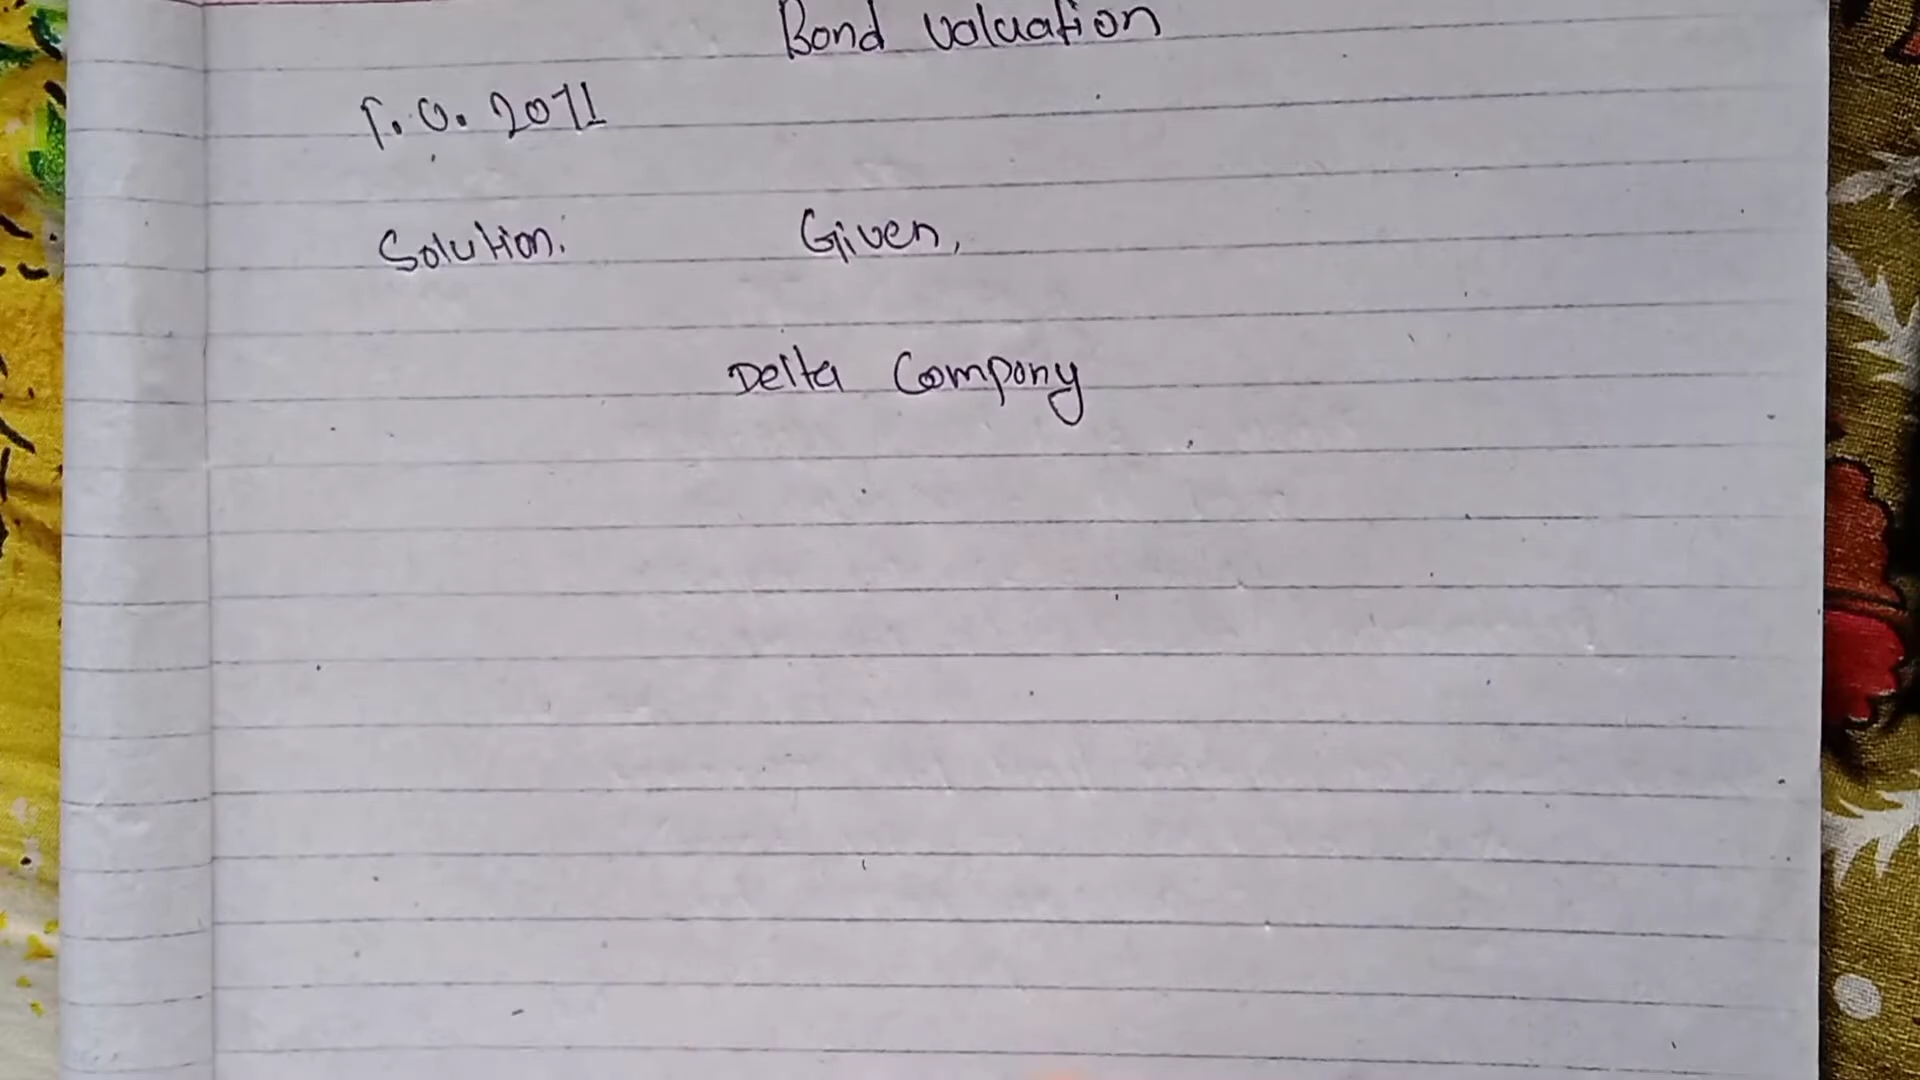 Bond valuation
T.U. 2071
Solution:
Given,
Delta Company